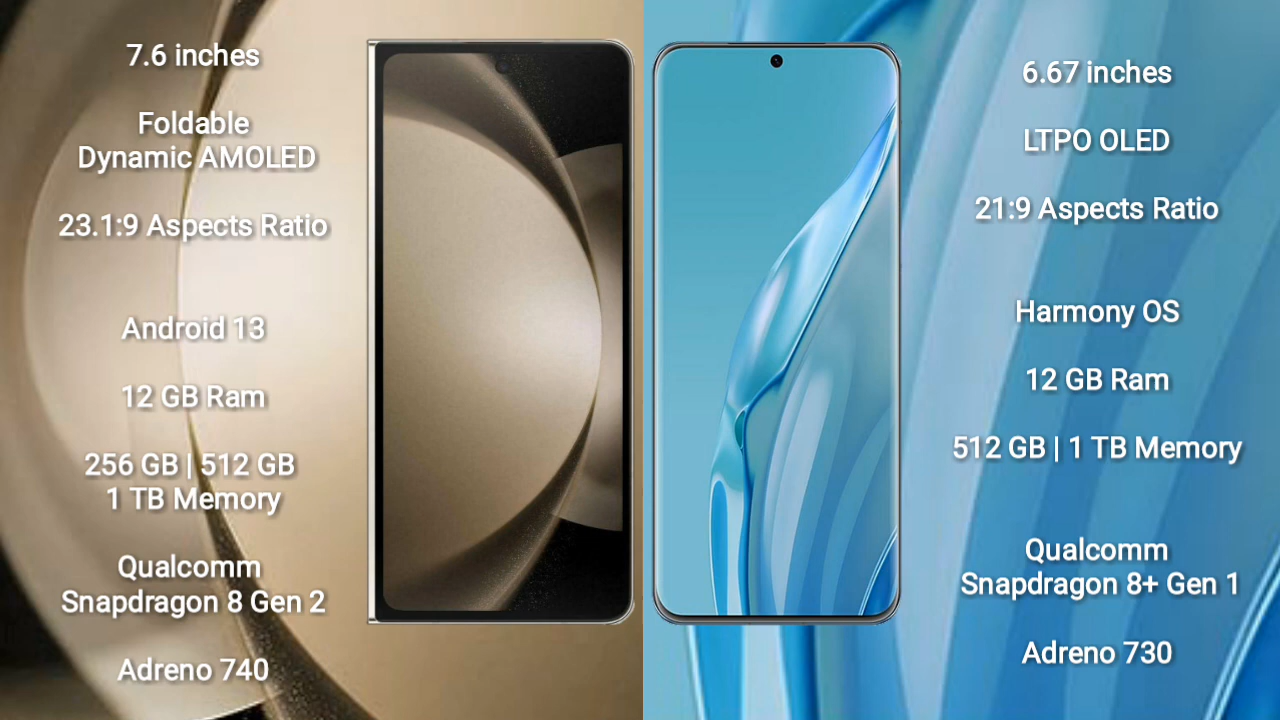 7.6 inches
Foldable
Dynamic AMOLED
23.1:9 Aspects Ratio
Android 13
12 GB Ram
256 GB | 512 GB
1 TB Memory
Qualcomm
Snapdragon 8 Gen 2
Adreno 740
6.67 inches
LTPO OLED
21:9 Aspects Ratio
Harmony OS
12 GB Ram
512 GB | 1 TB Memory
Qualcomm
Snapdragon 8+ Gen 1
Adreno 730